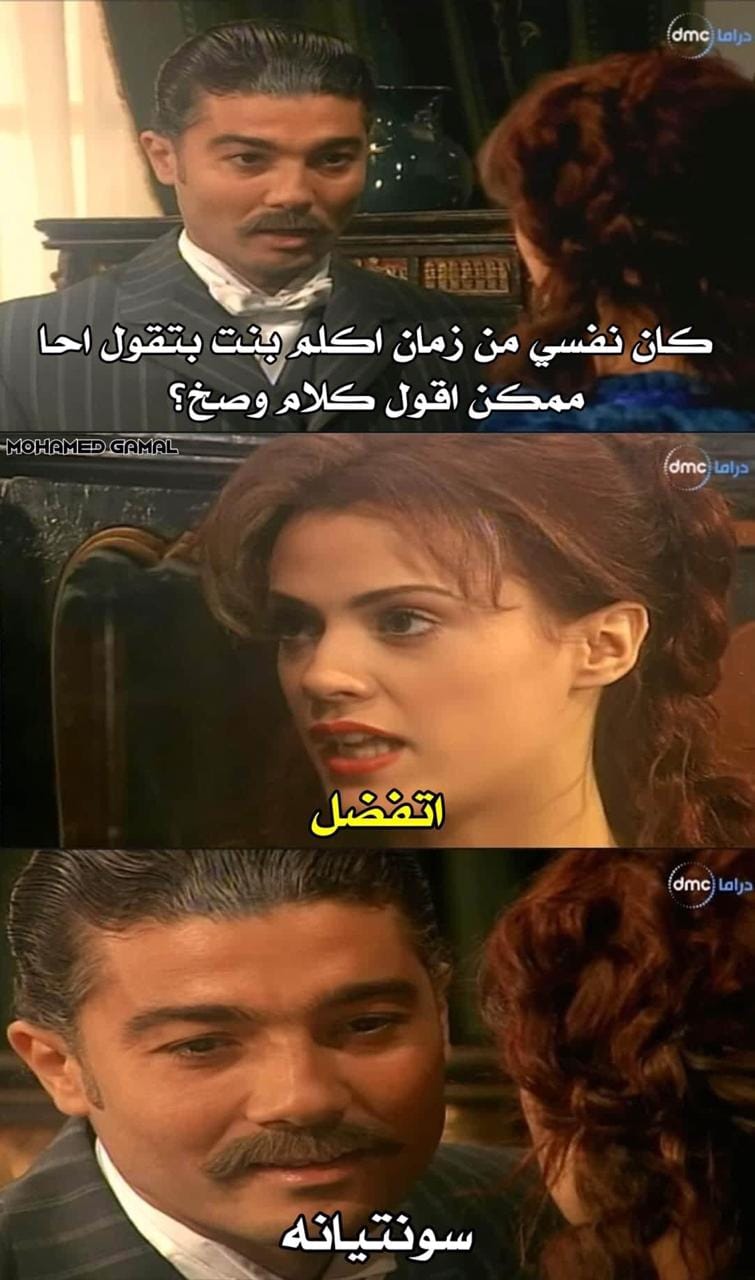 dmc دراما
كان نفسي من زمان اكلم بنت بتقول احا
ممكن اقول كلام وصخ؟
MOHAMED GAMAL
dmc دراما
اتفضل
dmc دراما
سونتيانه